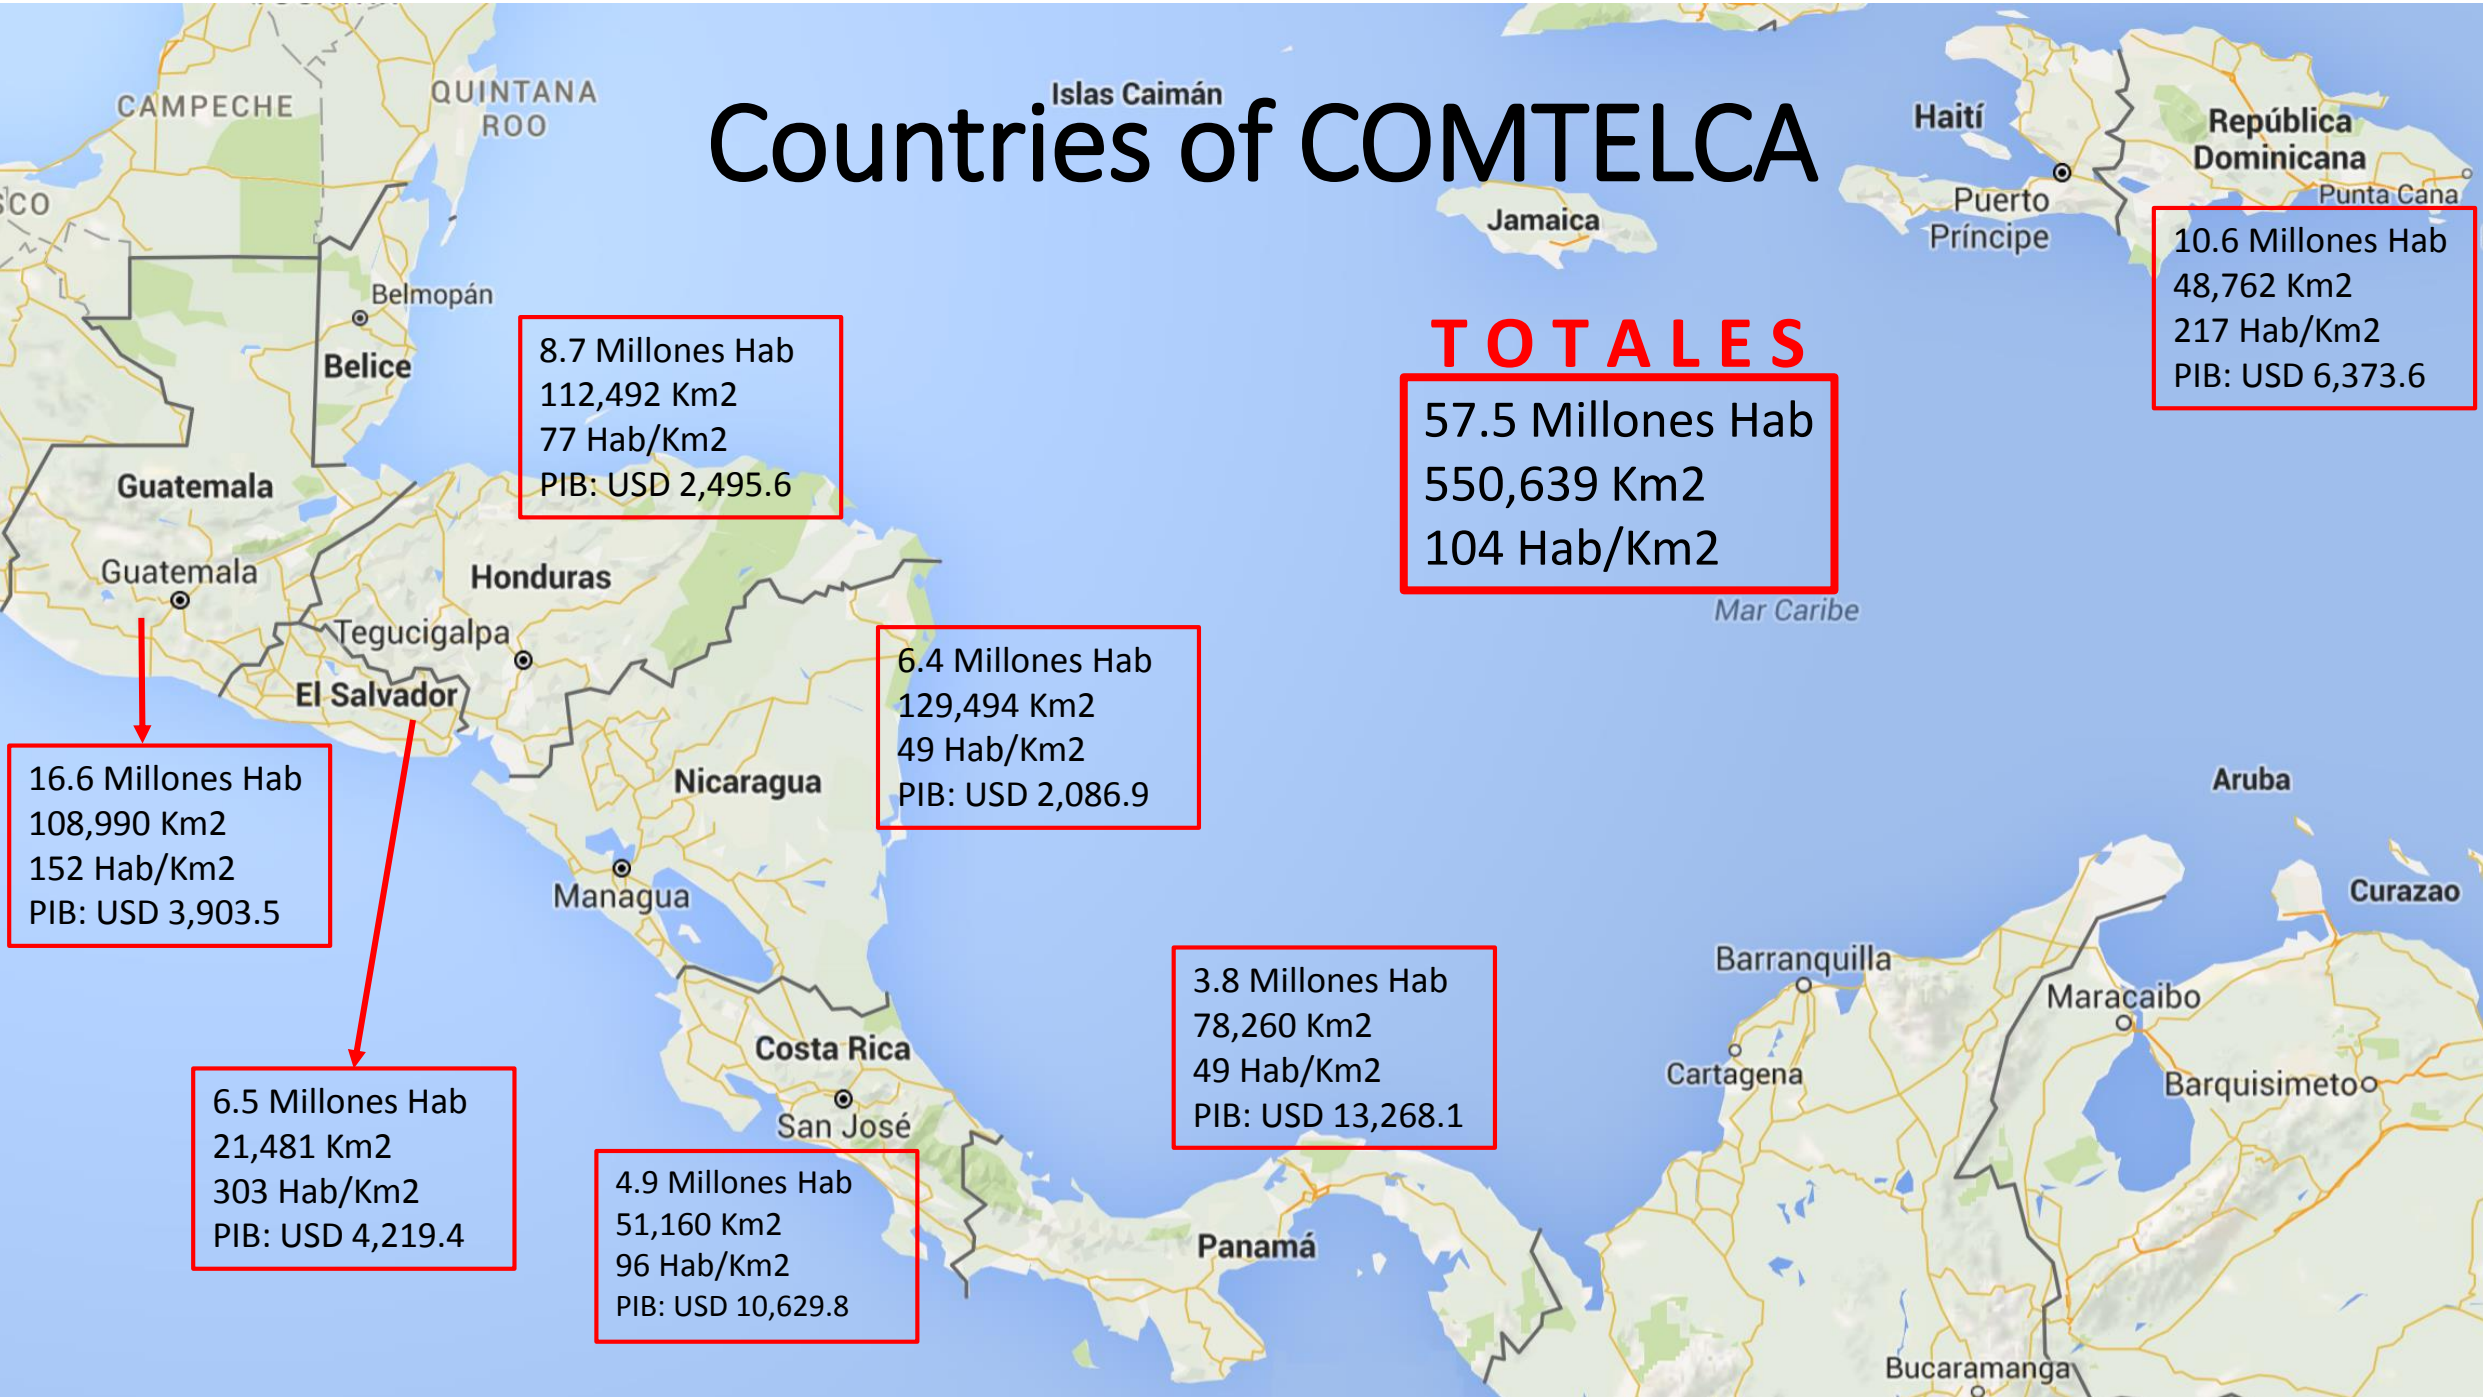 Countries of COMTELCA
CAMPECHE
QUINTANA
ROO
Islas Caimán
Haití
República
Dominicana
Punta Cana
Puerto
Príncipe
Jamaica
Belmopán
Belice
8.7 Millones Hab
112,492 Km2
77 Hab/Km2
PIB: USD 2,495.6
T O T A L E S
57.5 Millones Hab
550,639 Km2
104 Hab/Km2
10.6 Millones Hab
48,762 Km2
217 Hab/Km2
PIB: USD 6,373.6
Guatemala
Guatemala
Honduras
Tegucigalpa
El Salvador
Mar Caribe
6.4 Millones Hab
129,494 Km2
49 Hab/Km2
PIB: USD 2,086.9
16.6 Millones Hab
108,990 Km2
152 Hab/Km2
PIB: USD 3,903.5
Nicaragua
Managua
Aruba
Curazao
Barranquilla
Maracaibo
Cartagena
Barquisimeto
3.8 Millones Hab
78,260 Km2
49 Hab/Km2
PIB: USD 13,268.1
Costa Rica
San José
6.5 Millones Hab
21,481 Km2
303 Hab/Km2
PIB: USD 4,219.4
4.9 Millones Hab
51,160 Km2
96 Hab/Km2
PIB: USD 10,629.8
Panamá
Bucaramanga